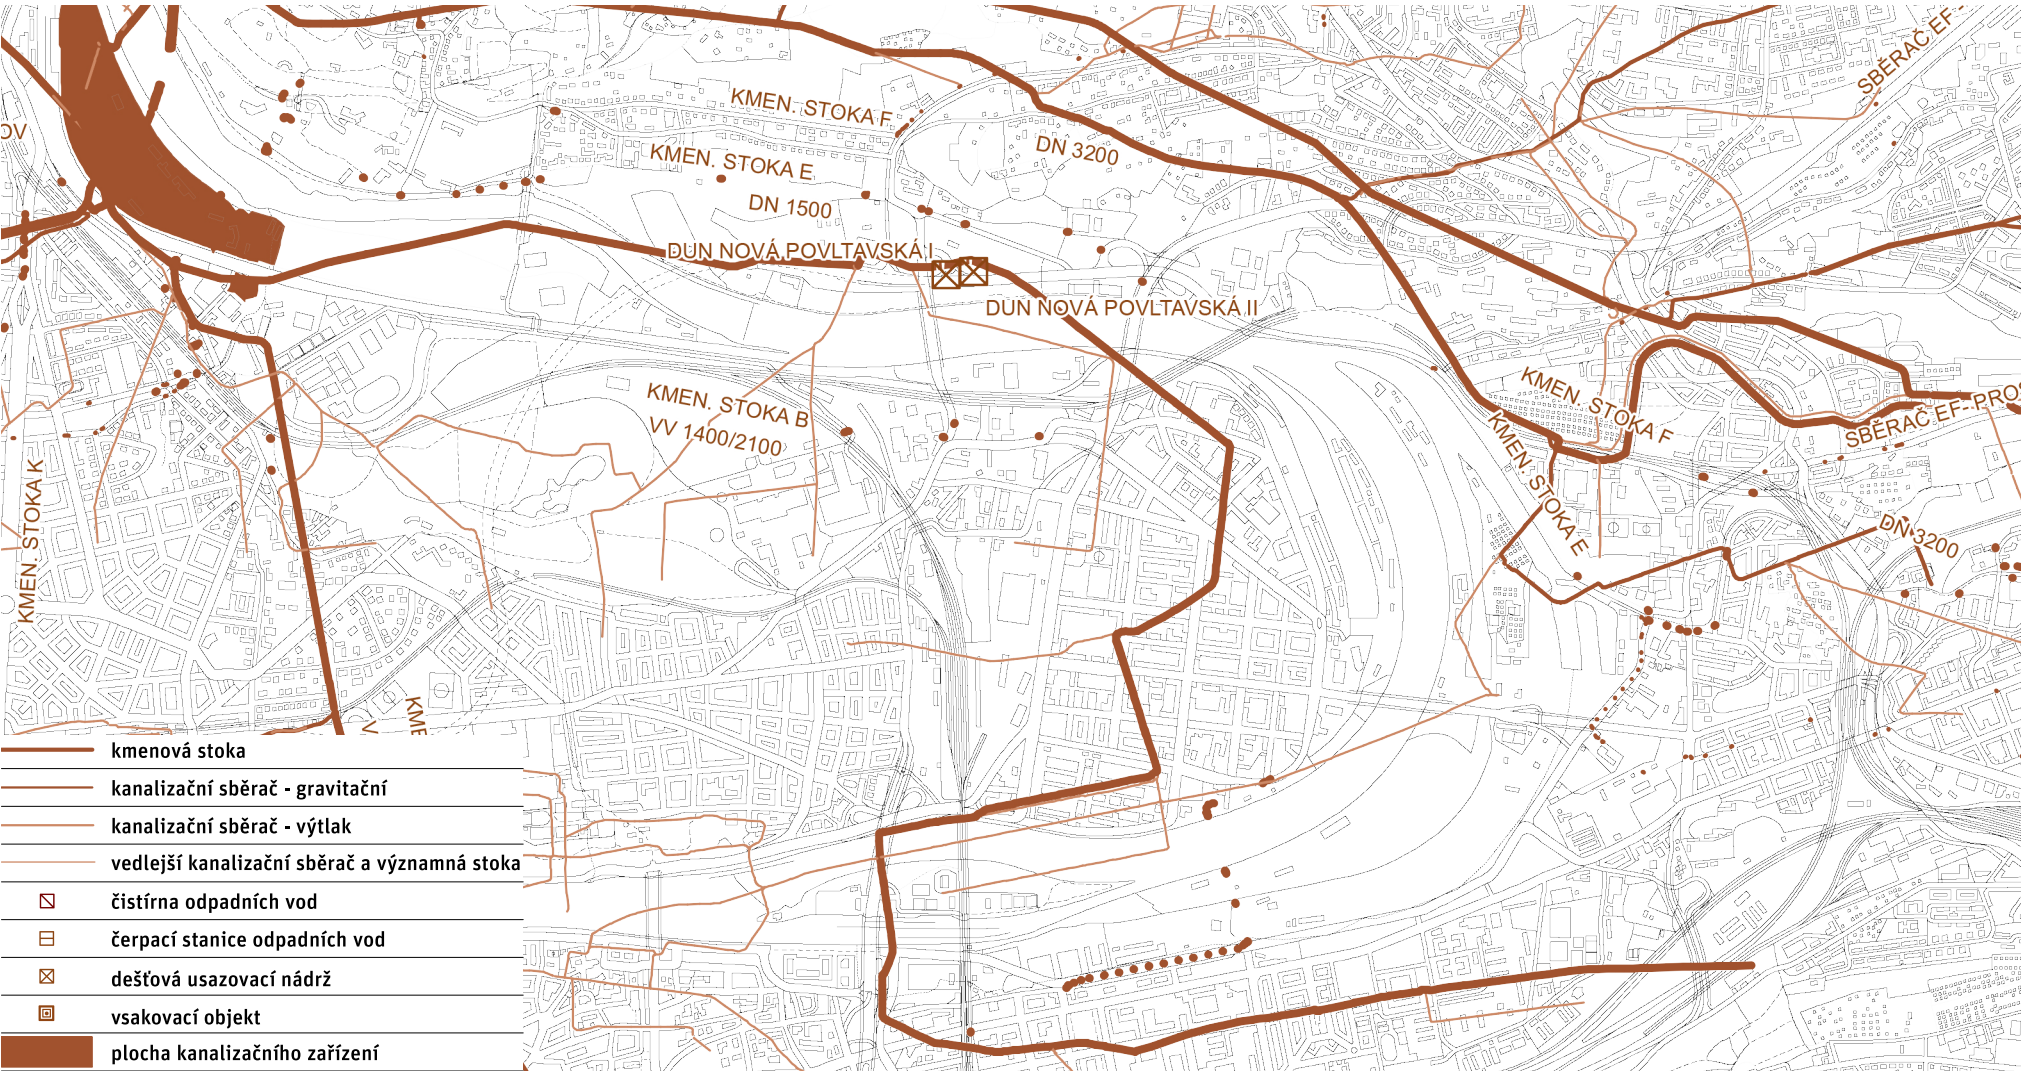 SBĚRAČ EF -
KMEN. STOKA F
OV
DN 3200
KMEN. STOKA E
DN 1500
DUN NOVÁ POVLTAVSKÁ I
DUN NOVÁ POVLTAVSKÁ II
KMEN. STOKA B
VV 1400/2100
KMEN. STOKA F
SBĚRAČ EF- PROS
KMEN. STOKA E
KMEN. STOKA K
DN 3200
KME
V
kmenová stoka
kanalizační sběrač - gravitační
kanalizační sběrač - výtlak
vedlejší kanalizační sběrač a významná stoka
čistírna odpadních vod
čerpací stanice odpadních vod
dešťová usazovací nádrž
vsakovací objekt
plocha kanalizačního zařízení